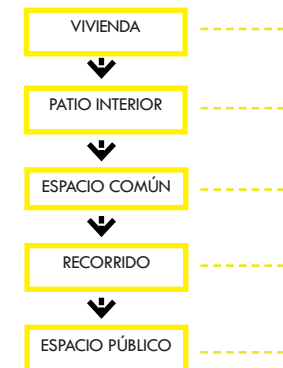 VIVIENDA
PATIO INTERIOR
ESPACIO COMÚN
RECORRIDO
ESPACIO PÚBLICO